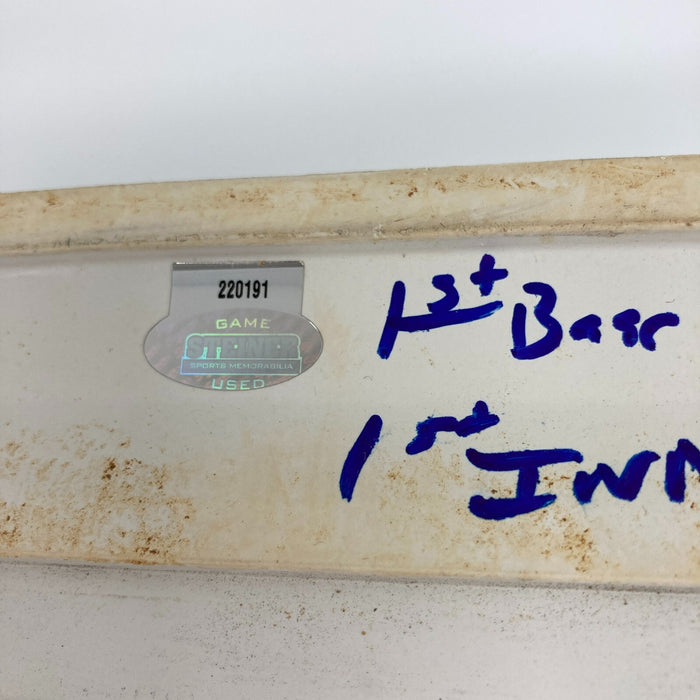 220191
GAME
STEINER
SPORTS MEMORABILIA
USED
1st Base
1st INN